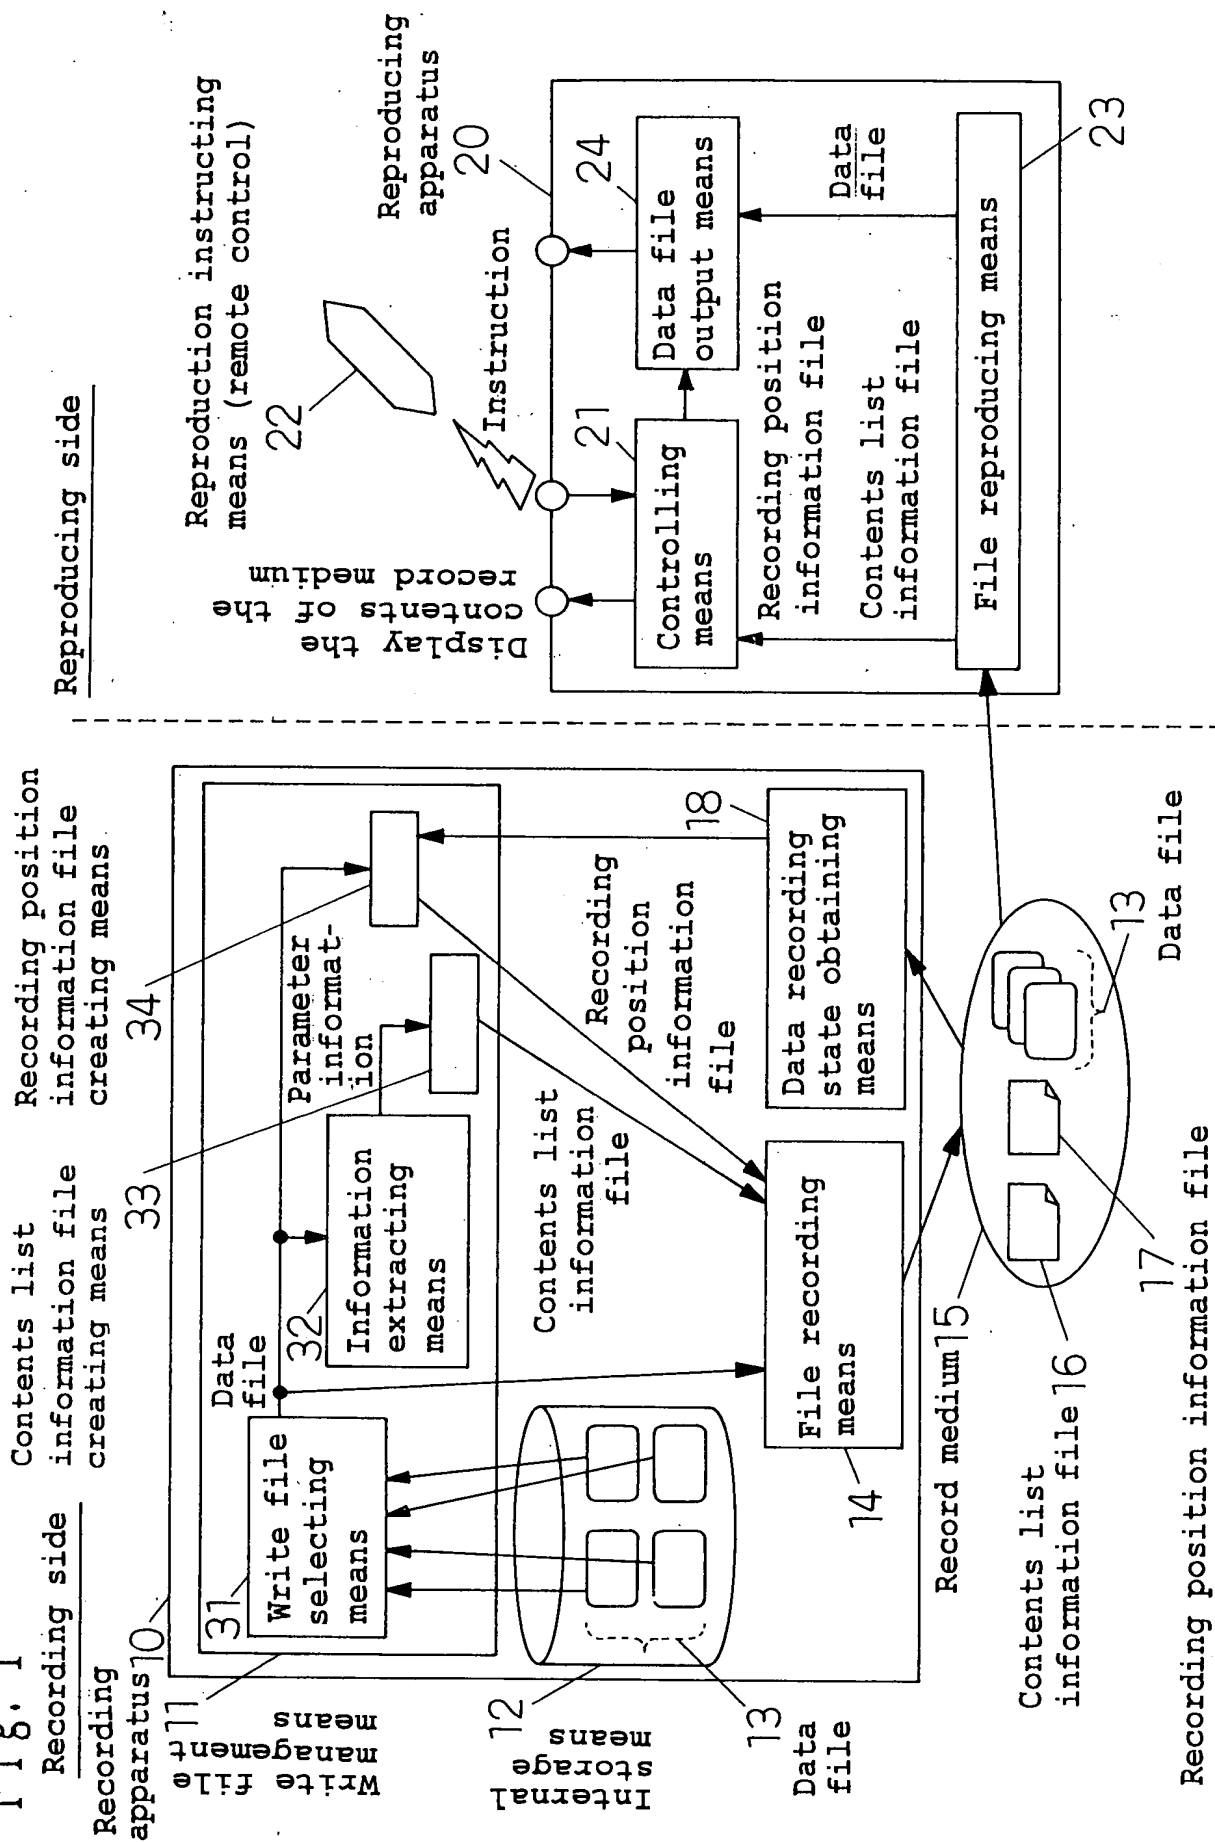 Fig. 1
Recording side
Recording
apparatus 10
Contents list
information file
creating means
33
Recording position
information file
creating means
34
Write file
management
means
11
31
Write file
selecting
means
Data
file
32
Information
extracting
means
Parameter
informat-
ion
Internal
storage
means
12
13
Data
file
Contents list
information
file
Recording
position
information
file
File recording
means
14
18
Data recording
state obtaining
means
Record medium 15
Contents list
information file 16
17
Recording position information file
13
Data file
Reproducing side
Reproduction instructing
means (remote control)
22
Instruction
Reproducing
apparatus
20
Display the
contents of the
record medium
21
Controlling
means
24
Data file
output means
Recording position
information file
Contents list
information file
Data
file
File reproducing means
23